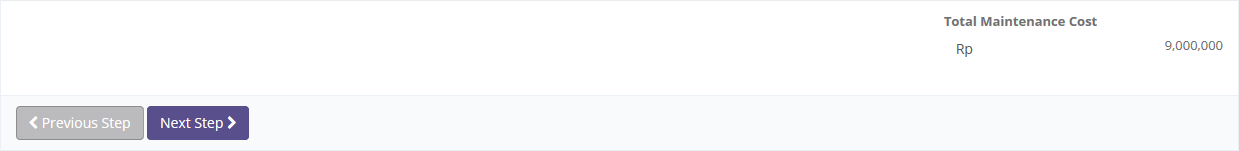 Total Maintenance Cost
Rp 9,000,000
Previous Step Next Step